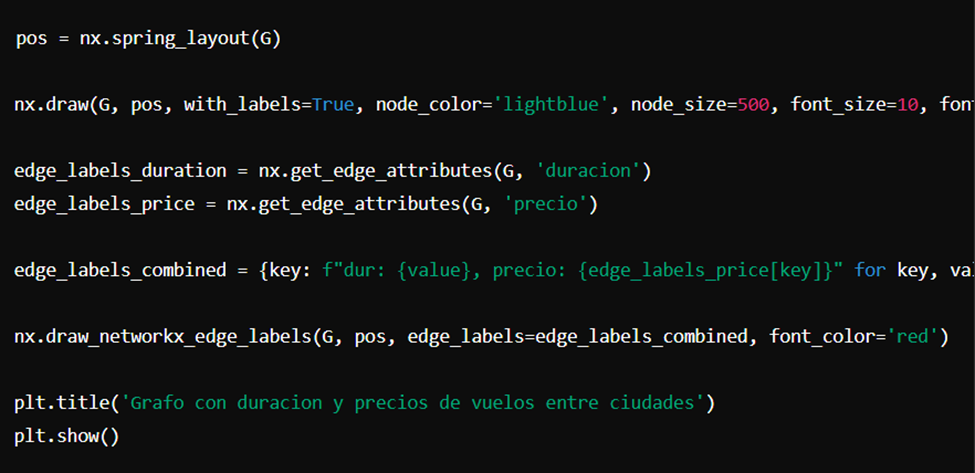 pos = nx.spring_layout(G)
nx.draw(G, pos, with_labels=True, node_color='lightblue', node_size=500, font_size=10, fon
edge_labels_duration = nx.get_edge_attributes(G, 'duracion')
edge_labels_price = nx.get_edge_attributes(G, 'precio')
edge_labels_combined = {key: f"dur: {value}, precio: {edge_labels_price[key]}" for key, val
nx.draw_networkx_edge_labels(G, pos, edge_labels=edge_labels_combined, font_color='red')
plt.title('Grafo con duracion y precios de vuelos entre ciudades')
plt.show()